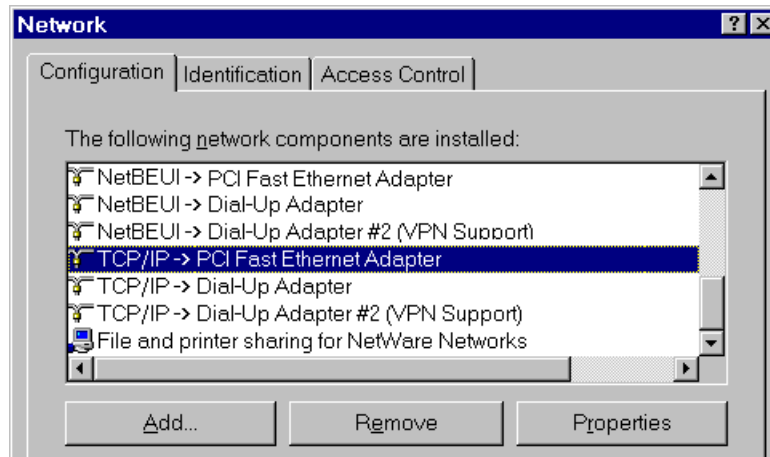 Network
Configuration Identification Access Control
The following network components are installed:
NetBEUI -> PCI Fast Ethernet Adapter
NetBEUI -> Dial-Up Adapter
NetBEUI -> Dial-Up Adapter #2 (VPN Support)
TCP/IP -> PCI Fast Ethernet Adapter
TCP/IP -> Dial-Up Adapter
TCP/IP -> Dial-Up Adapter #2 (VPN Support)
File and printer sharing for NetWare Networks
Add... Remove Properties